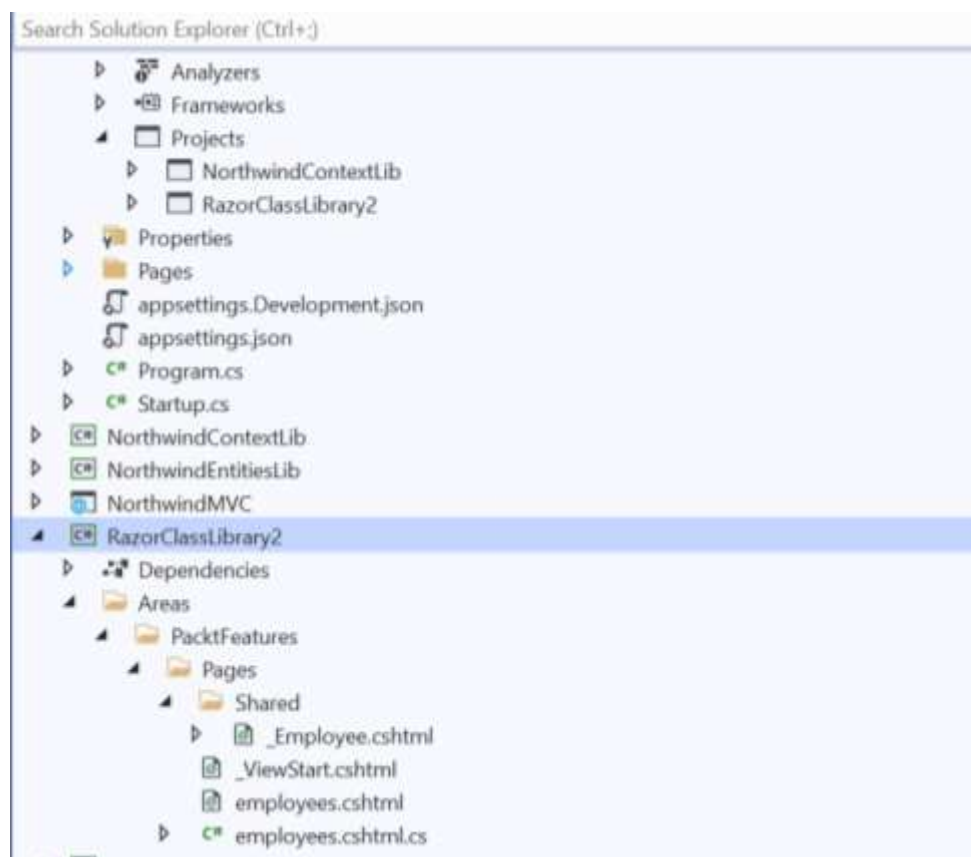 Search Solution Explorer (Ctrl+;)
Analyzers
Frameworks
Projects
NorthwindContextLib
RazorClassLibrary2
Properties
Pages
appsettings.Development.json
appsettings.json
C# Program.cs
C# Startup.cs
C# NorthwindContextLib
C# NorthwindEntitiesLib
NorthwindMVC
C# RazorClassLibrary2
Dependencies
Areas
PacktFeatures
Pages
Shared
_Employee.cshtml
_ViewStart.cshtml
employees.cshtml
C# employees.cshtml.cs